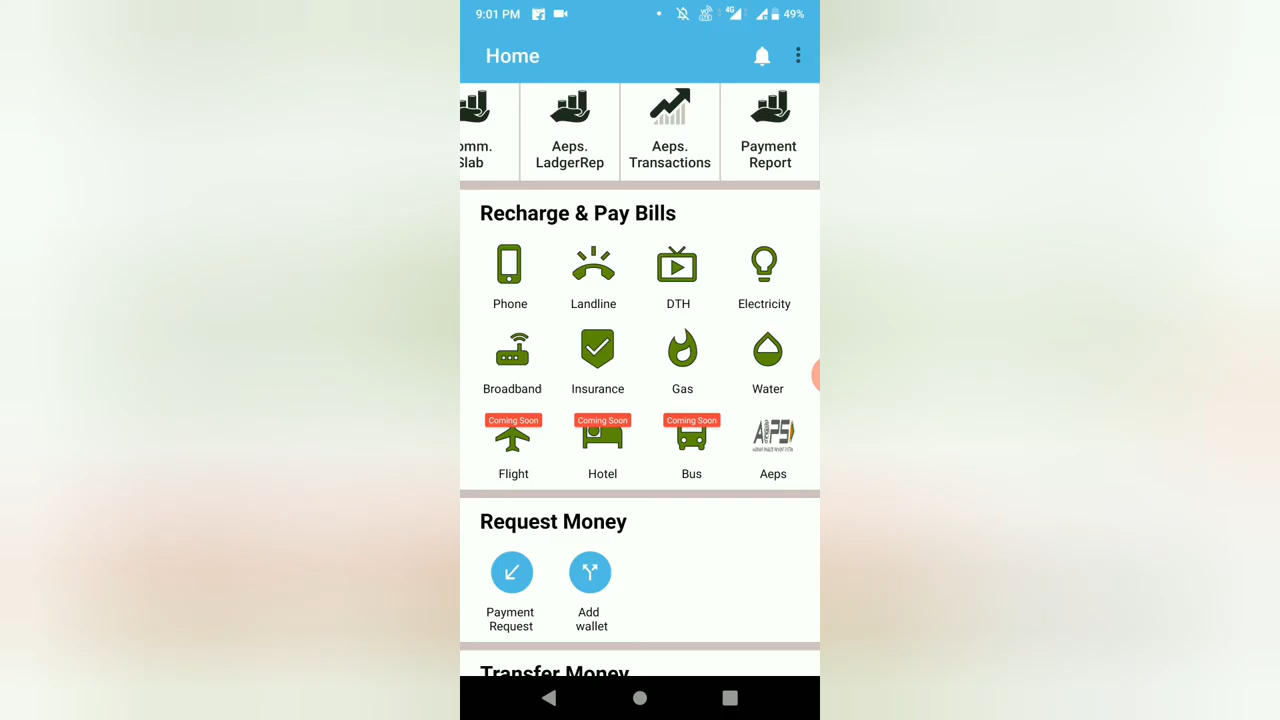 9:01 PM
4G
49%
Home
omm.
Slab
Aeps.
LadgerRep
Aeps.
Transactions
Payment
Report
Recharge & Pay Bills
Phone
Landline
DTH
Electricity
Broadband
Insurance
Gas
Water
Coming Soon
Coming Soon
Coming Soon
AePS
Flight
Hotel
Bus
Aeps
Request Money
Payment
Request
Add
wallet
Transfer Money